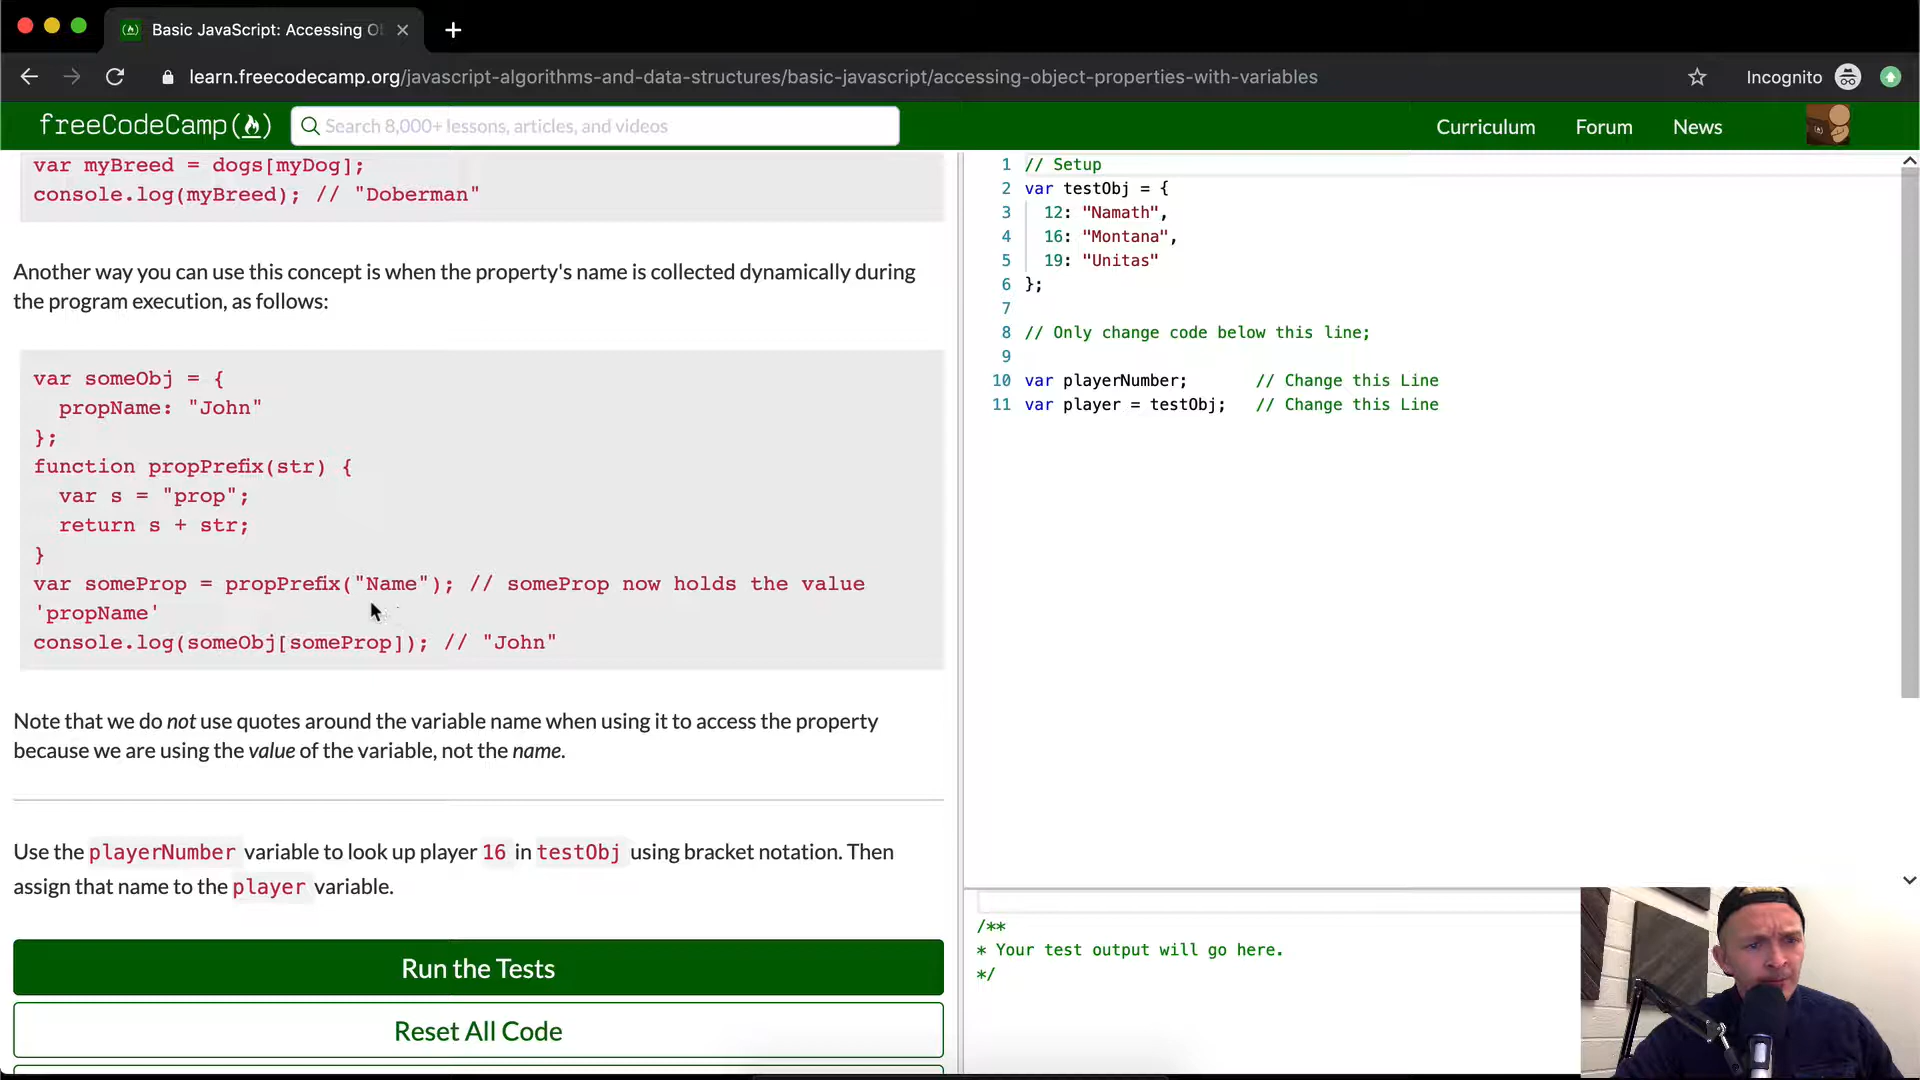 Basic JavaScript: Accessing O
learn.freecodecamp.org/javascript-algorithms-and-data-structures/basic-javascript/accessing-object-properties-with-variables
Incognito
freeCodeCamp
Search 8,000+ lessons, articles, and videos
Curriculum
Forum
News
var myBreed = dogs[myDog];
console.log(myBreed); // "Doberman"
Another way you can use this concept is when the property's name is collected dynamically during
the program execution, as follows:
var someObj = {
propName: "John"
};
function propPrefix(str) {
var s = "prop";
return s + str;
}
var someProp = propPrefix("Name"); // someProp now holds the value
'propName'
console.log(someObj[someProp]); // "John"
Note that we do not use quotes around the variable name when using it to access the property
because we are using the value of the variable, not the name.
Use the playerNumber variable to look up player 16 in testObj using bracket notation. Then
assign that name to the player variable.
Run the Tests
Reset All Code
1 // Setup
2 var testObj = {
3 12: "Namath",
4 16: "Montana",
5 19: "Unitas"
6 };
7
8 // Only change code below this line;
9
10 var playerNumber; // Change this Line
11 var player = testObj; // Change this Line
/**
* Your test output will go here.
*/